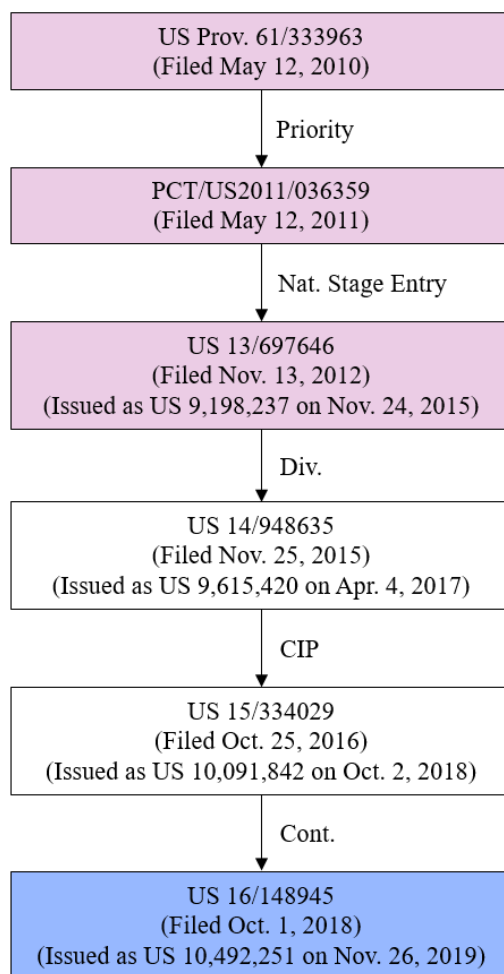 US Prov. 61/333963
(Filed May 12, 2010)
Priority
PCT/US2011/036359
(Filed May 12, 2011)
Nat. Stage Entry
US 13/697646
(Filed Nov. 13, 2012)
(Issued as US 9,198,237 on Nov. 24, 2015)
Div.
US 14/948635
(Filed Nov. 25, 2015)
(Issued as US 9,615,420 on Apr. 4, 2017)
CIP
US 15/334029
(Filed Oct. 25, 2016)
(Issued as US 10,091,842 on Oct. 2, 2018)
Cont.
US 16/148945
(Filed Oct. 1, 2018)
(Issued as US 10,492,251 on Nov. 26, 2019)